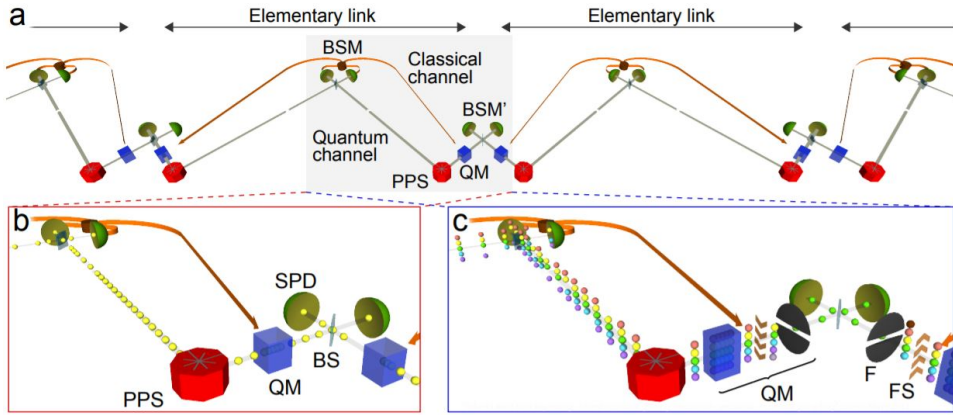 a
Elementary link
Elementary link
BSM
Classical
channel
BSM'
Quantum
channel
PPS
QM
b
SPD
BS
QM
PPS
c
F
FS
QM